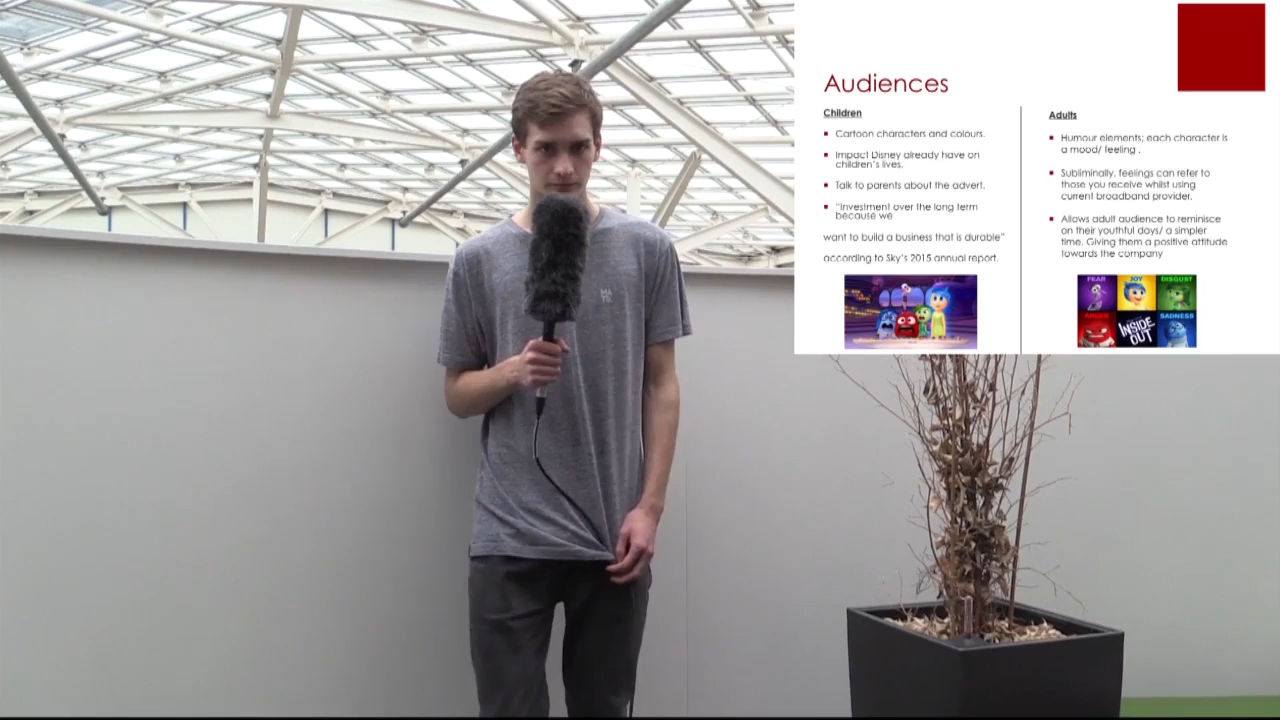 Audiences
Children
Cartoon characters and colours.
Impact Disney already have on
children's lives.
Talk to parents about the advert.
"Investment over the long term
because we
want to build a business that is durable"
according to Sky's 2015 annual report.
Adults
Humour elements; each character is
a mood/ feeling .
Subliminally, feelings can refer to
those you receive whilst using
current broadband provider.
Allows adult audience to reminisce
on their youthful days/ a simpler
time. Giving them a positive attitude
towards the company
FEAR
JOY
DISGUST
ANGER
INSIDE
OUT
SADNESS
MA
TE.